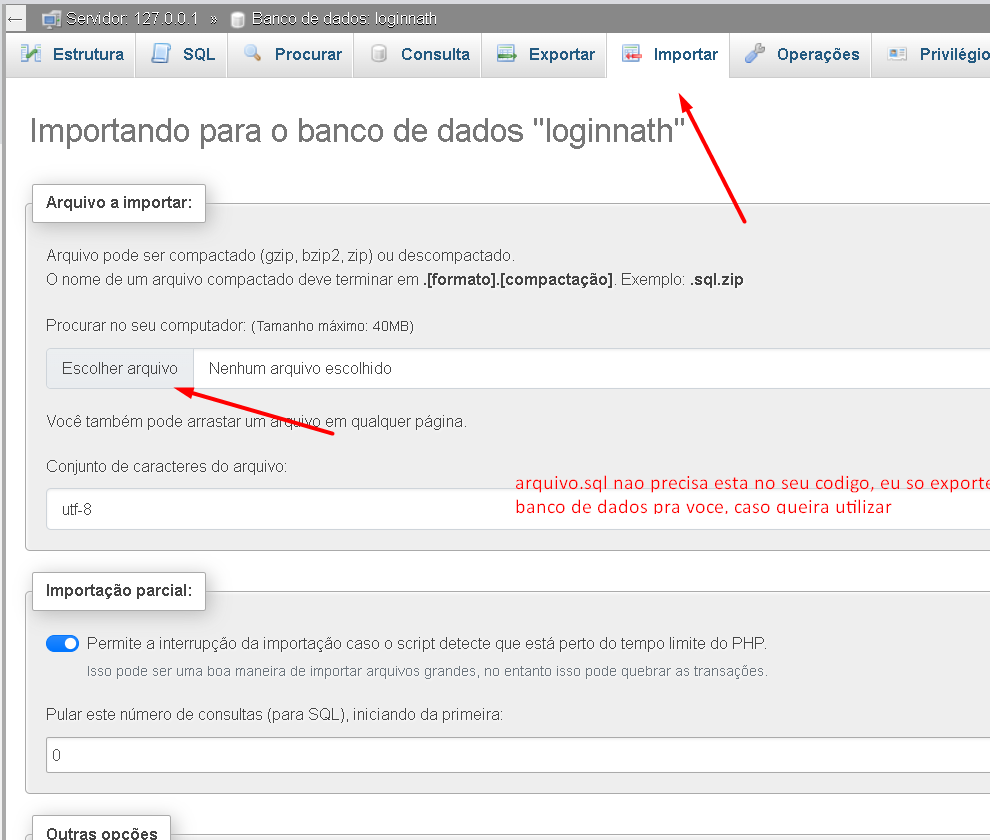 Servidor: 127.0.0.1 » Banco de dados: loginnath
Estrutura SQL Procurar Consulta Exportar Importar Operações Privilégio
Importando para o banco de dados "loginnath"
Arquivo a importar:
Arquivo pode ser compactado (gzip, bzip2, zip) ou descompactado.
O nome de um arquivo compactado deve terminar em .[formato].[compactação]. Exemplo: .sql.zip
Procurar no seu computador: (Tamanho máximo: 40MB)
Escolher arquivo Nenhum arquivo escolhido
Você também pode arrastar um arquivo em qualquer página.
Conjunto de caracteres do arquivo:
arquivo.sql nao precisa esta no seu codigo, eu so exporte
banco de dados pra voce. caso queira utilizar
utf-8
Importação parcial:
Permite a interrupção da importação caso o script detecte que está perto do tempo limite do PHP.
Isso pode ser uma boa maneira de importar arquivos grandes, no entanto isso pode quebrar as transações.
Pular este número de consultas (para SQL), iniciando da primeira:
0
Outras opções